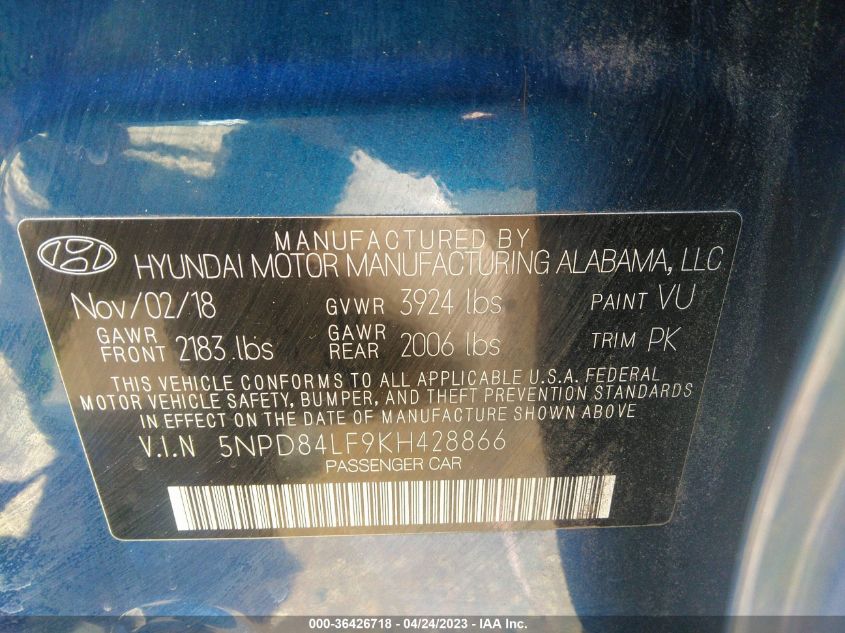 MANUFACTURED BY
HYUNDAI MOTOR MANUFACTURING ALABAMA, LLC
Nov/02/18 GVWR 3924 lbs PAINT VU
GAWR FRONT 2183 lbs GAWR REAR 2006 lbs TRIM PK
THIS VEHICLE CONFORMS TO ALL APPLICABLE U.S.A. FEDERAL
MOTOR VEHICLE SAFETY, BUMPER, AND THEFT PREVENTION STANDARDS
IN EFFECT ON THE DATE OF MANUFACTURE SHOWN ABOVE
V.I.N 5NPD84LF9KH428866
PASSENGER CAR
000-36426718 - 04/24/2023 - IAA Inc.